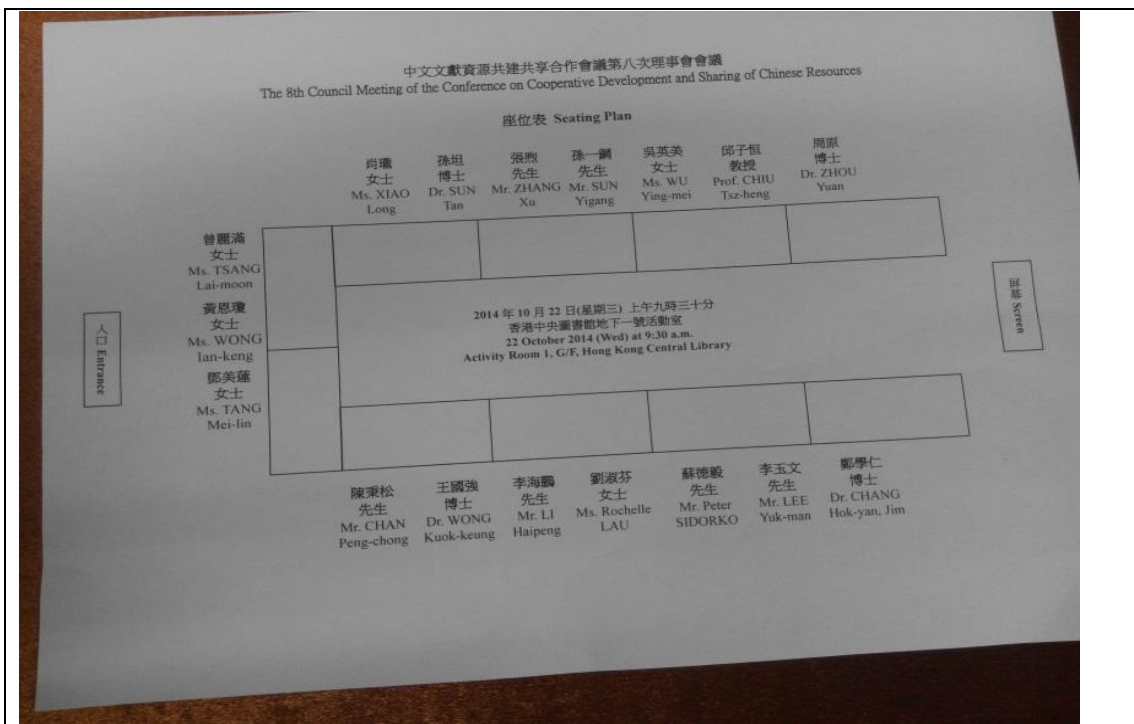 中文文獻資源共建共享合作會議第八次理事會會議
The 8th Council Meeting of the Conference on Cooperative Development and Sharing of Chinese Resources
座位表 Seating Plan
肖瓏
女士
Ms. XIAO
Long
孫坦
博士
Dr. SUN
Tan
張煦
先生
Mr. ZHANG
Xu
孫一鋼
先生
Mr. SUN
Yigang
吳英美
女士
Ms. WU
Ying-mei
邱子恒
教授
Prof. CHIU
Tsz-heng
周原
博士
Dr. ZHOU
Yuan
曾麗滿
女士
Ms. TSANG
Lai-moon
黃恩瓊
女士
Ms. WONG
Ian-keng
鄧美蓮
女士
Ms. TANG
Mei-lin
人口 Entrance
2014 年 10 月 22 日(星期三) 上午九時三十分
香港中央圖書館地下一號活動室
22 October 2014 (Wed) at 9:30 a.m.
Activity Room 1, G/F, Hong Kong Central Library
屏幕 Screen
陳秉松
先生
Mr. CHAN
Peng-chong
王國強
博士
Dr. WONG
Kuok-keung
李海鵬
先生
Mr. LI
Haipeng
劉淑芬
女士
Ms. Rochelle
LAU
蘇德毅
先生
Mr. Peter
SIDORKO
李玉文
先生
Mr. LEE
Yuk-man
鄭學仁
博士
Dr. CHANG
Hok-yan, Jim